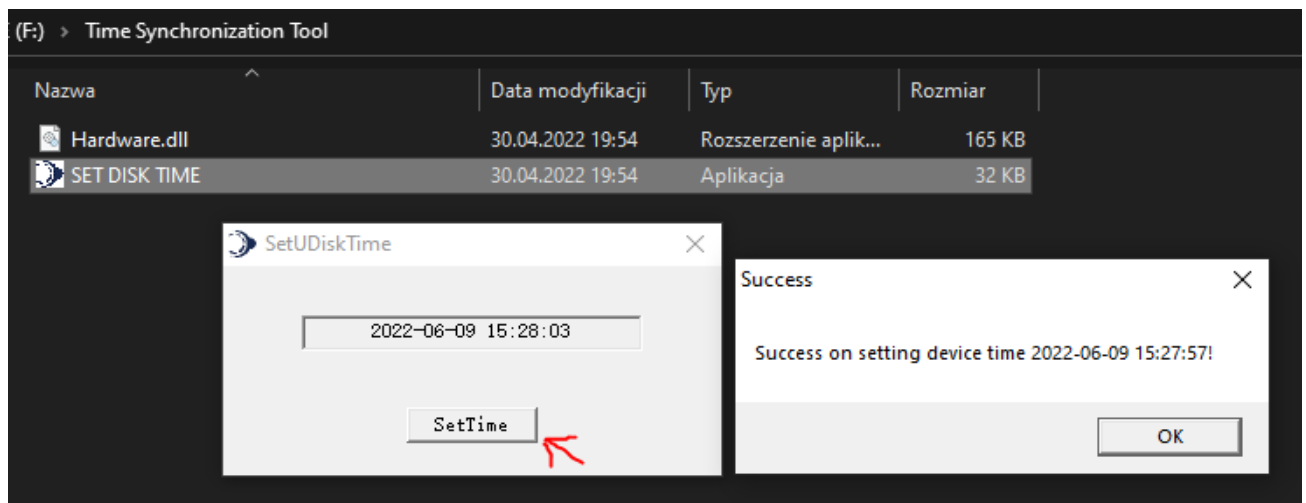 (F:) > Time Synchronization Tool
Nazwa Data modyfikacji Typ Rozmiar
Hardware.dll 30.04.2022 19:54 Rozszerzenie aplik... 165 KB
SET DISK TIME 30.04.2022 19:54 Aplikacja 32 KB
SetUDiskTime
2022-06-09 15:28:03
SetTime
Success
Success on setting device time 2022-06-09 15:27:57!
OK